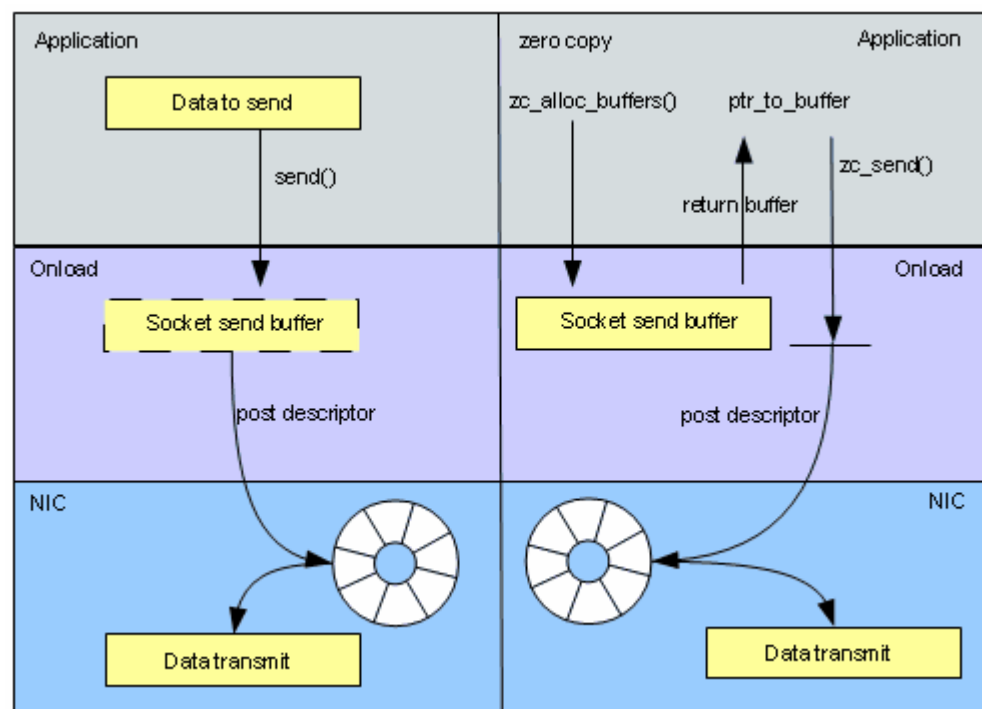 Application
Data to send
send()
Onload
Socket send buffer
post descriptor
NIC
Data transmit
zero copy
Application
zc_alloc_buffers()
ptr_to_buffer
zc_send()
return buffer
Onload
Socket send buffer
post descriptor
NIC
Data transmit